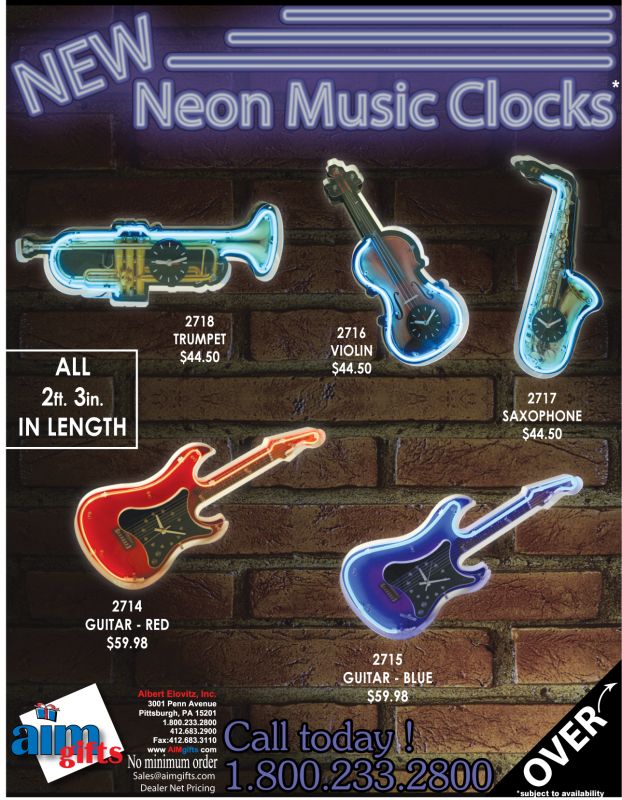 NEW
Neon Music Clocks*
2718
TRUMPET
$44.50
2716
VIOLIN
$44.50
2717
SAXOPHONE
$44.50
ALL
2ft. 3in.
IN LENGTH
2714
GUITAR - RED
$59.98
2715
GUITAR - BLUE
$59.98
aim
gifts
Albert Elovitz, Inc.
3001 Penn Avenue
Pittsburgh, PA 15201
1.800.233.2800
412.683.2900
Fax:412.683.3110
www.AIMgifts.com
No minimum order
Sales@aimgifts.com
Dealer Net Pricing
Call today !
1.800.233.2800
OVER
*subject to availability